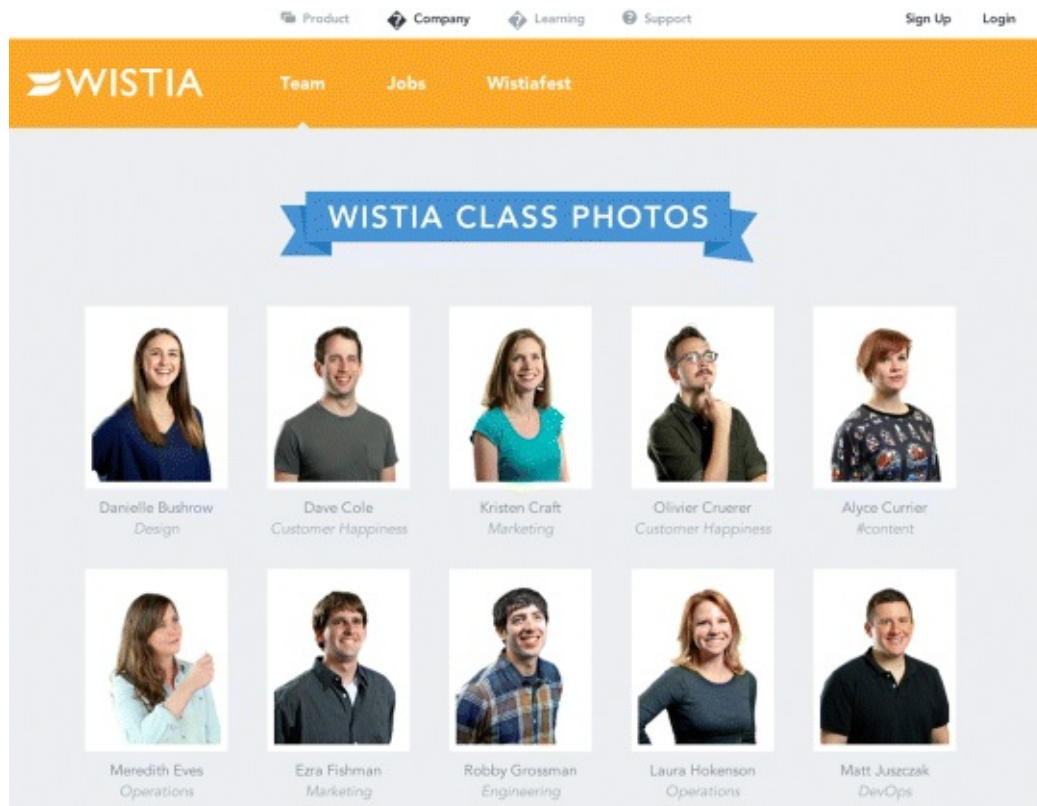 Product Company Learning Support Sign Up Login
WISTIA Team Jobs Wistiafest
WISTIA CLASS PHOTOS
Danielle Bushrow Dave Cole Kristen Craft Olivier Cruerer Alyce Currier
Design Customer Happiness Marketing Customer Happiness #content
Meredith Eves Ezra Fishman Robby Grossman Laura Hokenson Matt Juszczak
Operations Marketing Engineering Operations DevOps